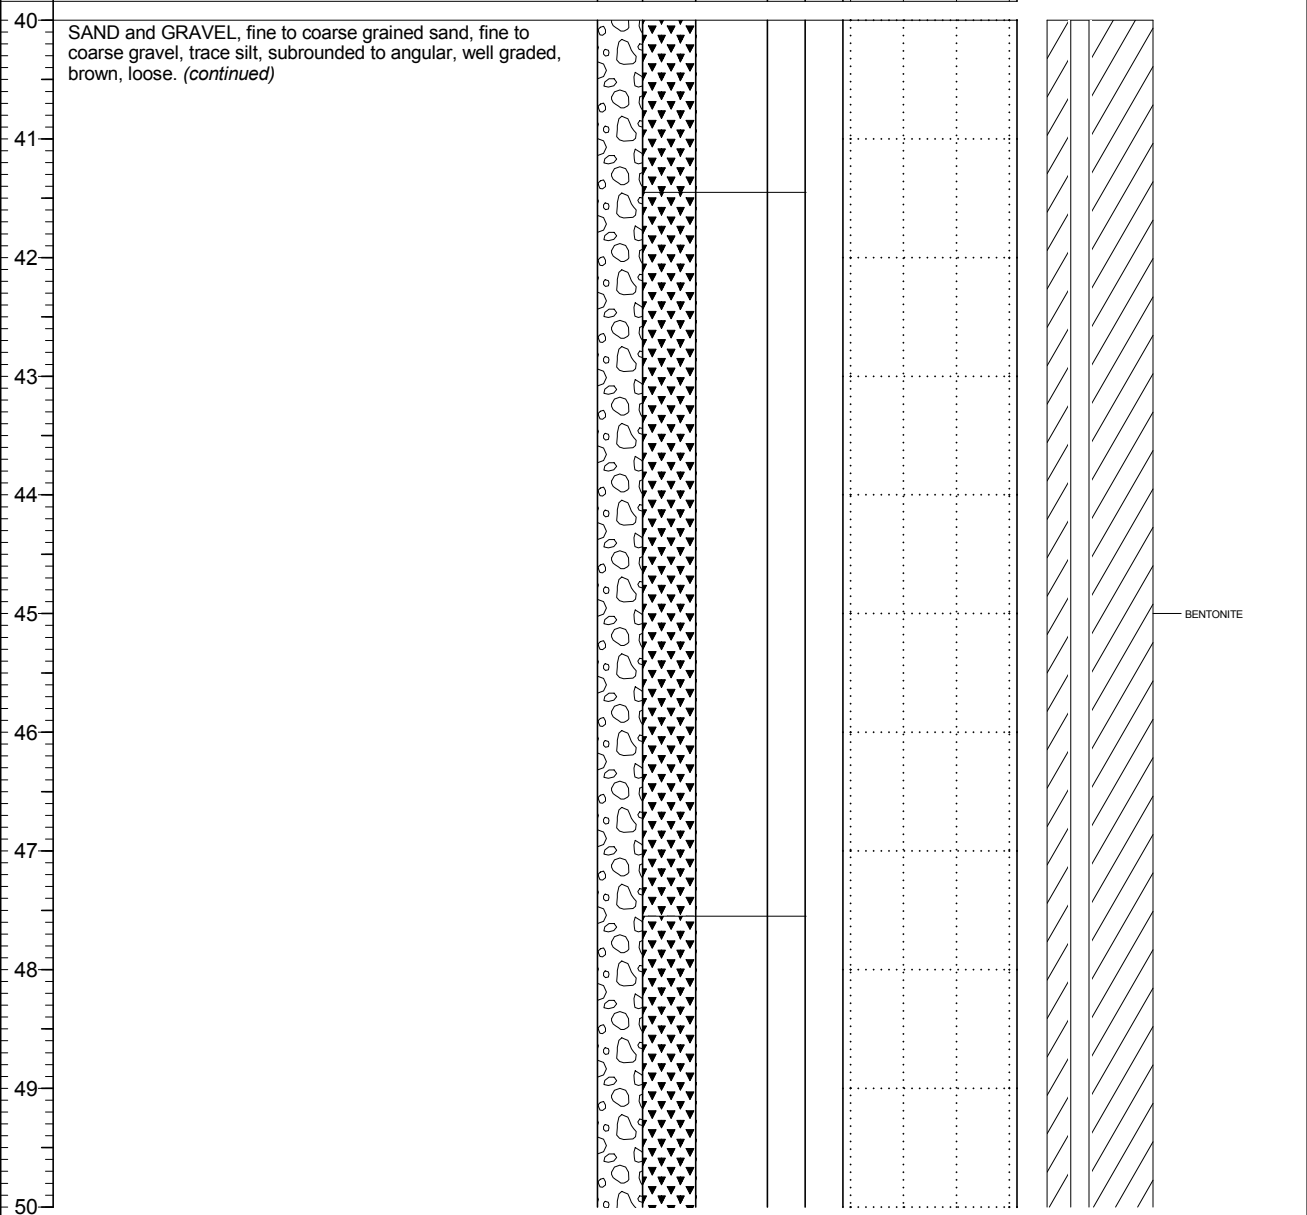 40
SAND and GRAVEL, fine to coarse grained sand, fine to
coarse gravel, trace silt, subrounded to angular, well graded,
brown, loose. (continued)
41
42
43
44
45
BENTONITE
46
47
48
49
50